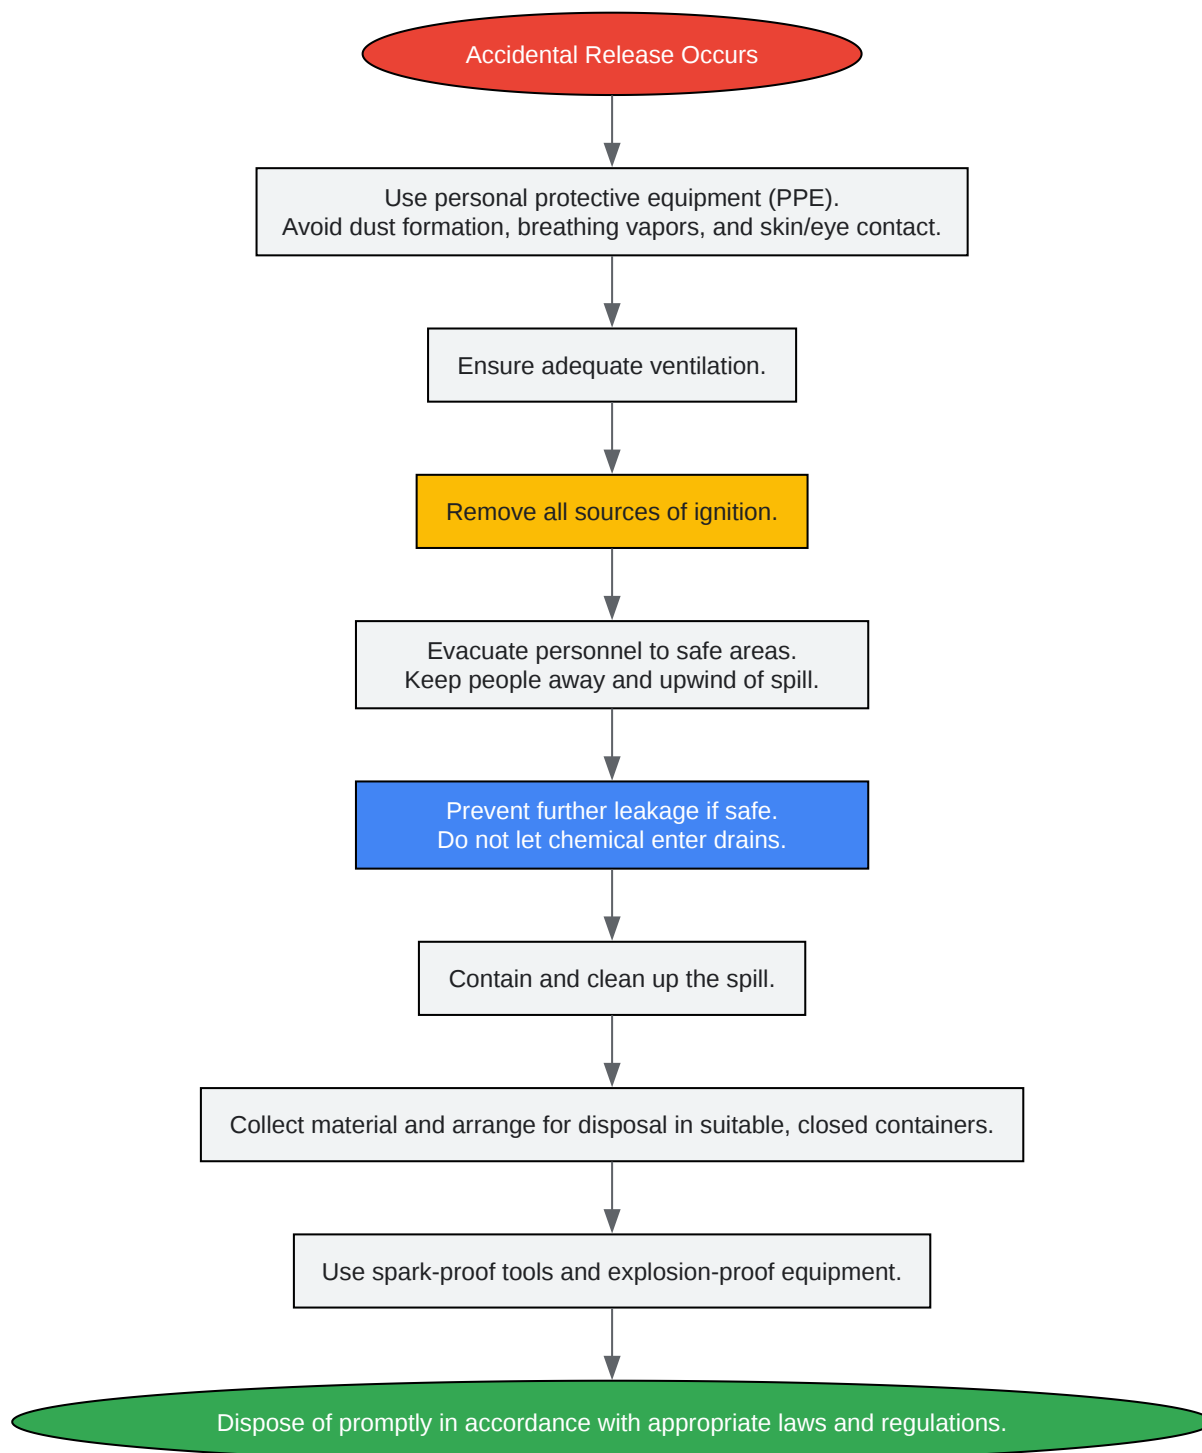 Accidental Release Occurs
Use personal protective equipment (PPE).
Avoid dust formation, breathing vapors, and skin/eye contact.
Ensure adequate ventilation.
Remove all sources of ignition.
Evacuate personnel to safe areas.
Keep people away and upwind of spill.
Prevent further leakage if safe.
Do not let chemical enter drains.
Contain and clean up the spill.
Collect material and arrange for disposal in suitable, closed containers.
Use spark-proof tools and explosion-proof equipment.
Dispose of promptly in accordance with appropriate laws and regulations.